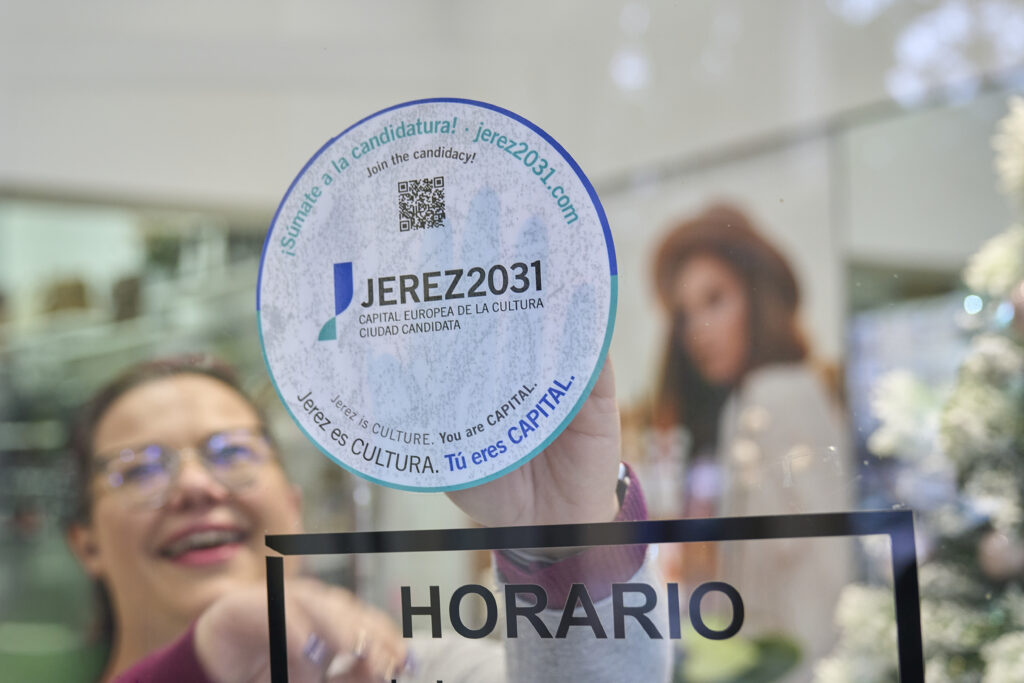 ¡Súmate a la candidatura! · jerez2031.com
Join the candidacy!
JEREZ2031
CAPITAL EUROPEA DE LA CULTURA
CIUDAD CANDIDATA
Jerez is CULTURE. You are CAPITAL.
Jerez es CULTURA. Tú eres CAPITAL.
HORARIO